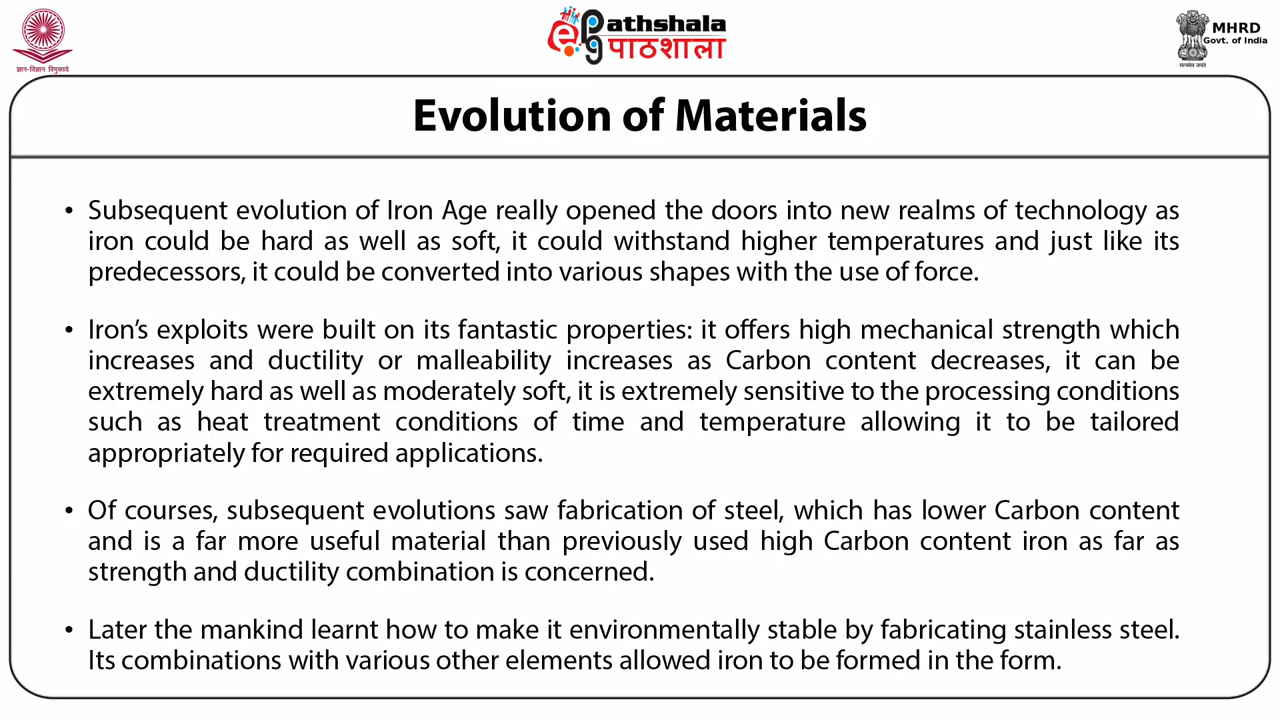 ज्ञान-विज्ञान विमुक्तये
ePathshala
पाठशाला
MHRD
Govt. of India
सत्यमेव जयते
Evolution of Materials
• Subsequent evolution of Iron Age really opened the doors into new realms of technology as
iron could be hard as well as soft, it could withstand higher temperatures and just like its
predecessors, it could be converted into various shapes with the use of force.
• Iron’s exploits were built on its fantastic properties: it offers high mechanical strength which
increases and ductility or malleability increases as Carbon content decreases, it can be
extremely hard as well as moderately soft, it is extremely sensitive to the processing conditions
such as heat treatment conditions of time and temperature allowing it to be tailored
appropriately for required applications.
• Of courses, subsequent evolutions saw fabrication of steel, which has lower Carbon content
and is a far more useful material than previously used high Carbon content iron as far as
strength and ductility combination is concerned.
• Later the mankind learnt how to make it environmentally stable by fabricating stainless steel.
Its combinations with various other elements allowed iron to be formed in the form.